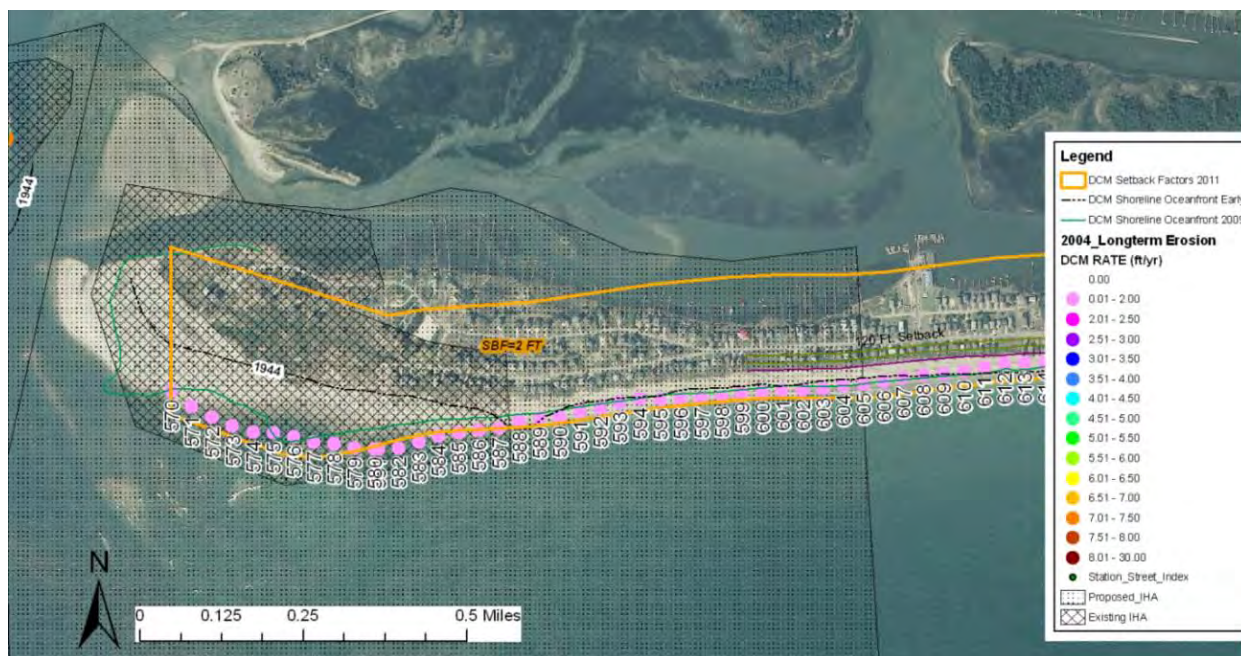 1944
1944
SBF=2 FT
120 Ft. Setback
570
571
572
573
574
575
576
577
578
579
580
582
583
584
585
586
587
588
589
590
591
592
593
594
595
596
597
598
599
600
601
602
603
604
605
606
607
608
609
610
611
612
613
N
0 0.125 0.25 0.5 Miles
Legend
DCM Setback Factors 2011
DCM Shoreline Oceanfront Early
DCM Shoreline Oceanfront 2009
2004_Longterm Erosion
DCM RATE (ft/yr)
0.00
0.01 - 2.00
2.01 - 2.50
2.51 - 3.00
3.01 - 3.50
3.51 - 4.00
4.01 - 4.50
4.51 - 5.00
5.01 - 5.50
5.51 - 6.00
6.01 - 6.50
6.51 - 7.00
7.01 - 7.50
7.51 - 8.00
8.01 - 30.00
Station_Street_Index
Proposed_IHA
Existing IHA